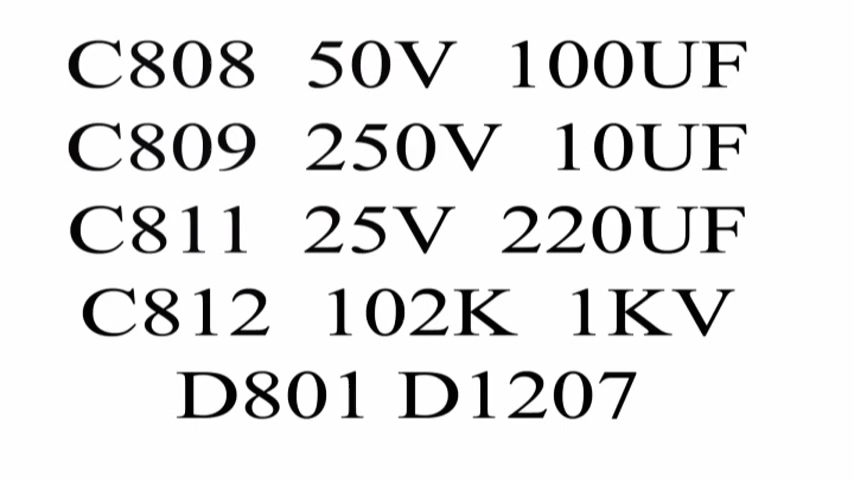 C808 50V 100UF
C809 250V 10UF
C811 25V 220UF
C812 102K 1KV
D801 D1207